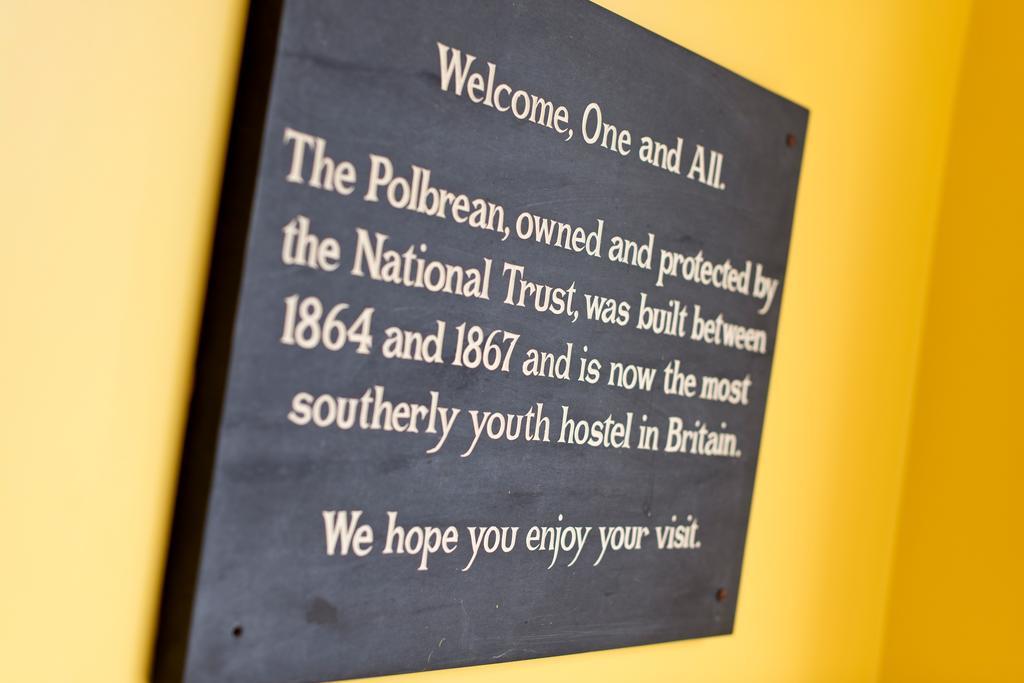 Welcome, One and All.
The Polbrean, owned and protected by
the National Trust, was built between
1864 and 1867 and is now the most
southerly youth hostel in Britain.
We hope you enjoy your visit.